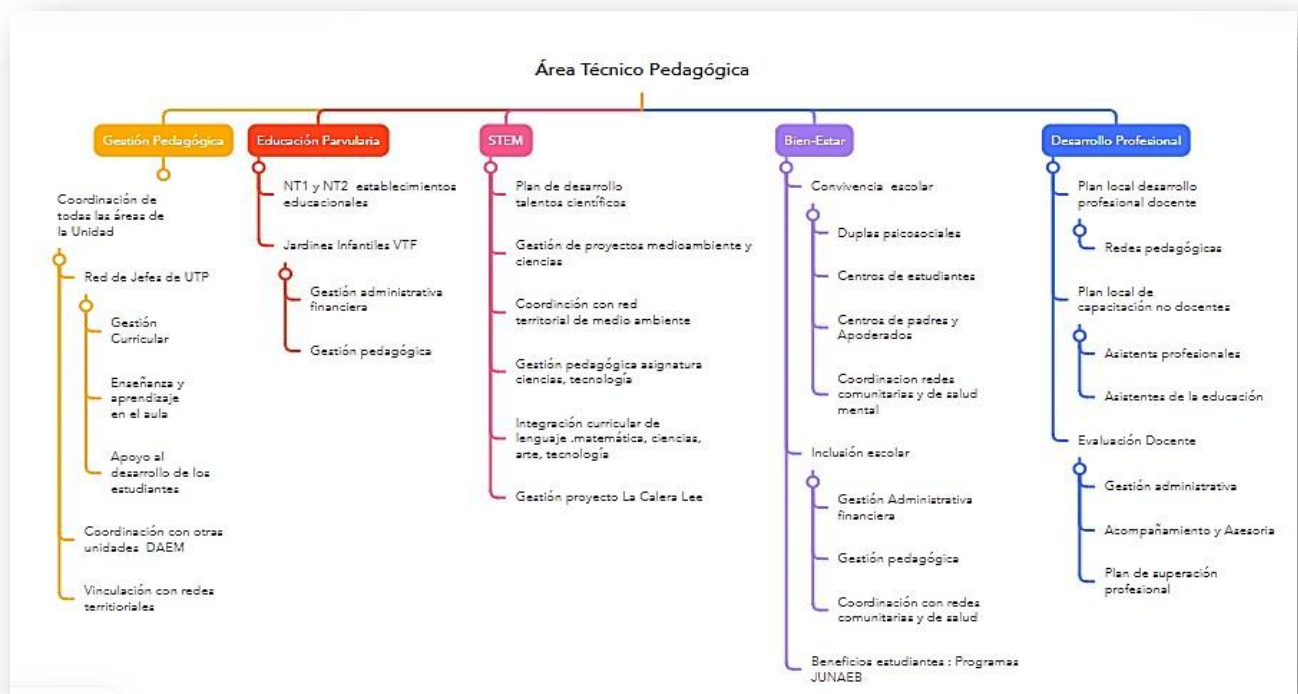 Área Técnico Pedagógica
Gestión Pedagógica
Coordinación de
todas las áreas de
la Unidad
Red de Jefes de UTP
Gestión
Curricular
Enseñanza y
aprendizaje
en el aula
Apoyo al
desarrollo de los
estudiantes
Coordinación con otras
unidades DAEM
Vinculación con redes
territioriales
Educación Parvularia
NT1 y NT2 establecimientos
educacionales
Jardines Infantiles VTF
Gestión administrativa
financiera
Gestión pedagógica
STEM
Plan de desarrollo
talentos científicos
Gestión de proyectos medioambiente y
ciencias
Coordinción con red
territorial de medio ambiente
Gestión pedagógica asignatura
ciencias, tecnología
Integración curricular de
lenguaje .matemática, ciencias,
arte, tecnología
Gestión proyecto La Calera Lee
Bien-Estar
Convivencia escolar
Duplas psicosociales
Centros de estudiantes
Centros de padres y
Apoderados
Coordinacion redes
comunitarias y de salud
mental
Inclusión escolar
Gestión Administrativa
financiera
Gestión pedagógica
Coordinación con redes
comunitarias y de salud
Beneficios estudiantes : Programas
JUNAEB
Desarrollo Profesional
Plan local desarrollo
profesional docente
Redes pedagógicas
Plan local de
capacitación no docentes
Asistents profesionales
Asistentes de la educación
Evaluación Docente
Gestión administrativa
Acompañamiento y Asesoria
Plan de superación
profesional